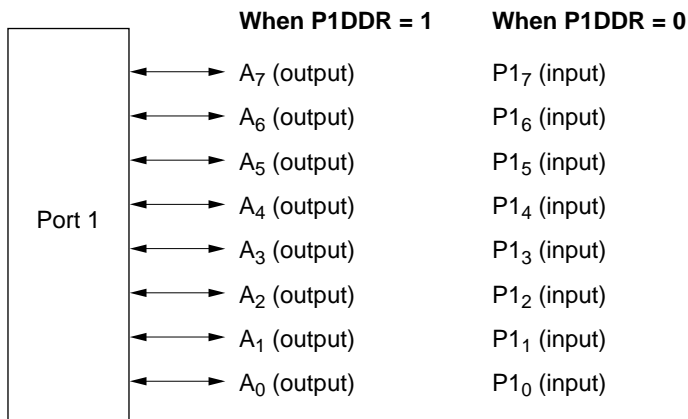 When P1DDR = 1 When P1DDR = 0
A7 (output) P17 (input)
A6 (output) P16 (input)
A5 (output) P15 (input)
Port 1 A4 (output) P14 (input)
A3 (output) P13 (input)
A2 (output) P12 (input)
A1 (output) P11 (input)
A0 (output) P10 (input)